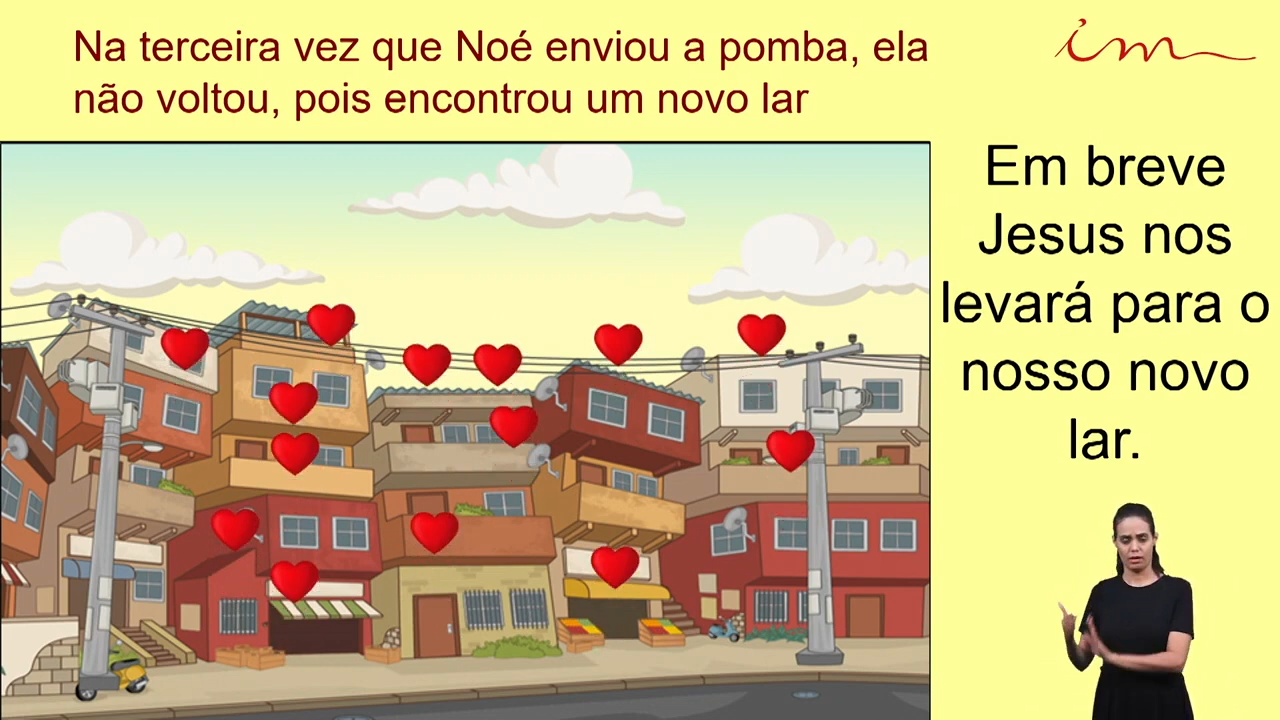 Na terceira vez que Noé enviou a pomba, ela
não voltou, pois encontrou um novo lar
im
Em breve
Jesus nos
levará para o
nosso novo
lar.